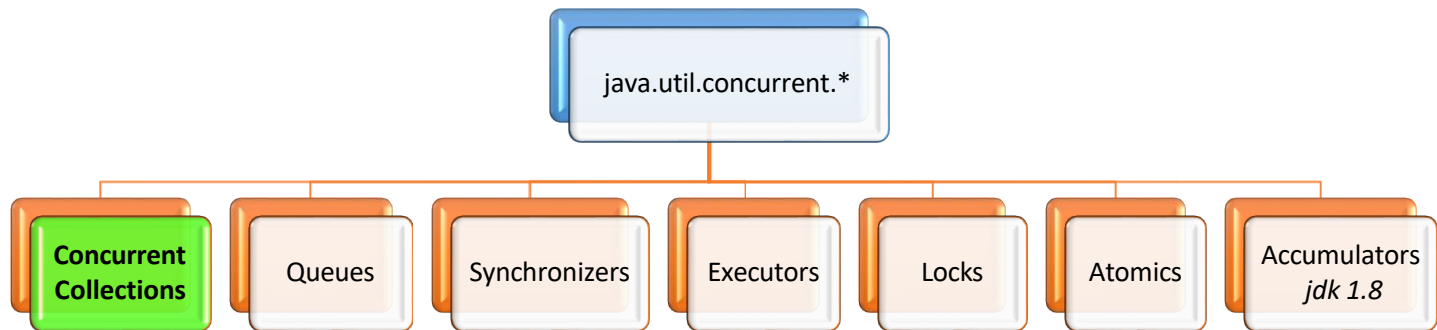 java.util.concurrent.*
Concurrent
Collections
Queues
Synchronizers
Executors
Locks
Atomics
Accumulators
jdk 1.8